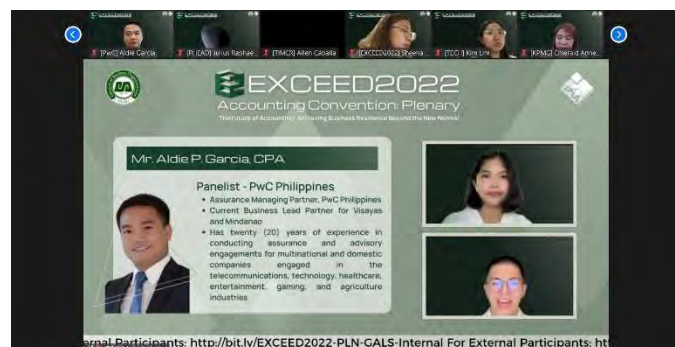 [PwC] Aldie Garcia
[TIMCR] Allen Caballa
[TCC] Kim Lim
EXCEED2022
Accounting Convention: Plenary
The Future of Accounting: Achieving Business Resilience Beyond the New Normal
Mr. Aldie P. Garcia, CPA
Panelist - PwC Philippines
• Assurance Managing Partner, PwC Philippines
• Current Business Lead Partner for Visayas
and Mindanao
• Has twenty (20) years of experience in
conducting assurance and advisory
engagements for multinational and domestic
companies engaged in the
telecommunications, technology, healthcare,
entertainment, gaming, and agriculture
industries
ernal Participants: http://bit.ly/EXCEED2022-PLN-GALS-Internal For External Participants: htt